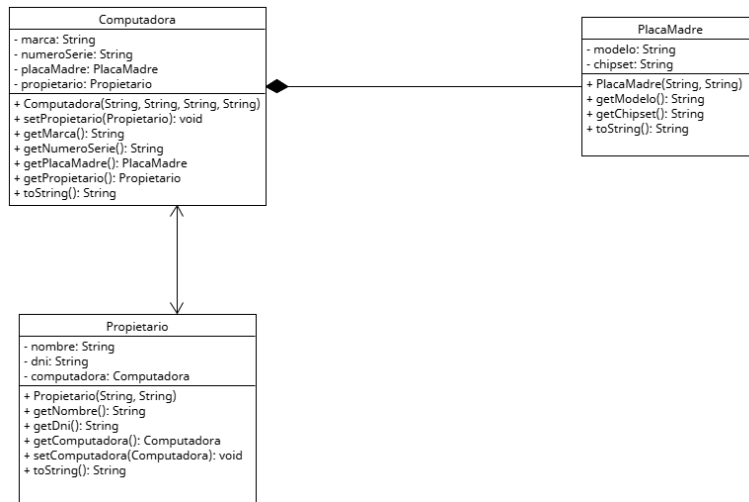 Computadora
- marca: String
- numeroSerie: String
- placaMadre: PlacaMadre
- propietario: Propietario
+ Computadora(String, String, String, String)
+ setPropietario(Propietario): void
+ getMarca(): String
+ getNumeroSerie(): String
+ getPlacaMadre(): PlacaMadre
+ getPropietario(): Propietario
+ toString(): String
PlacaMadre
- modelo: String
- chipset: String
+ PlacaMadre(String, String)
+ getModelo(): String
+ getChipset(): String
+ toString(): String
Propietario
- nombre: String
- dni: String
- computadora: Computadora
+ Propietario(String, String)
+ getNombre(): String
+ getDni(): String
+ getComputadora(): Computadora
+ setComputadora(Computadora): void
+ toString(): String